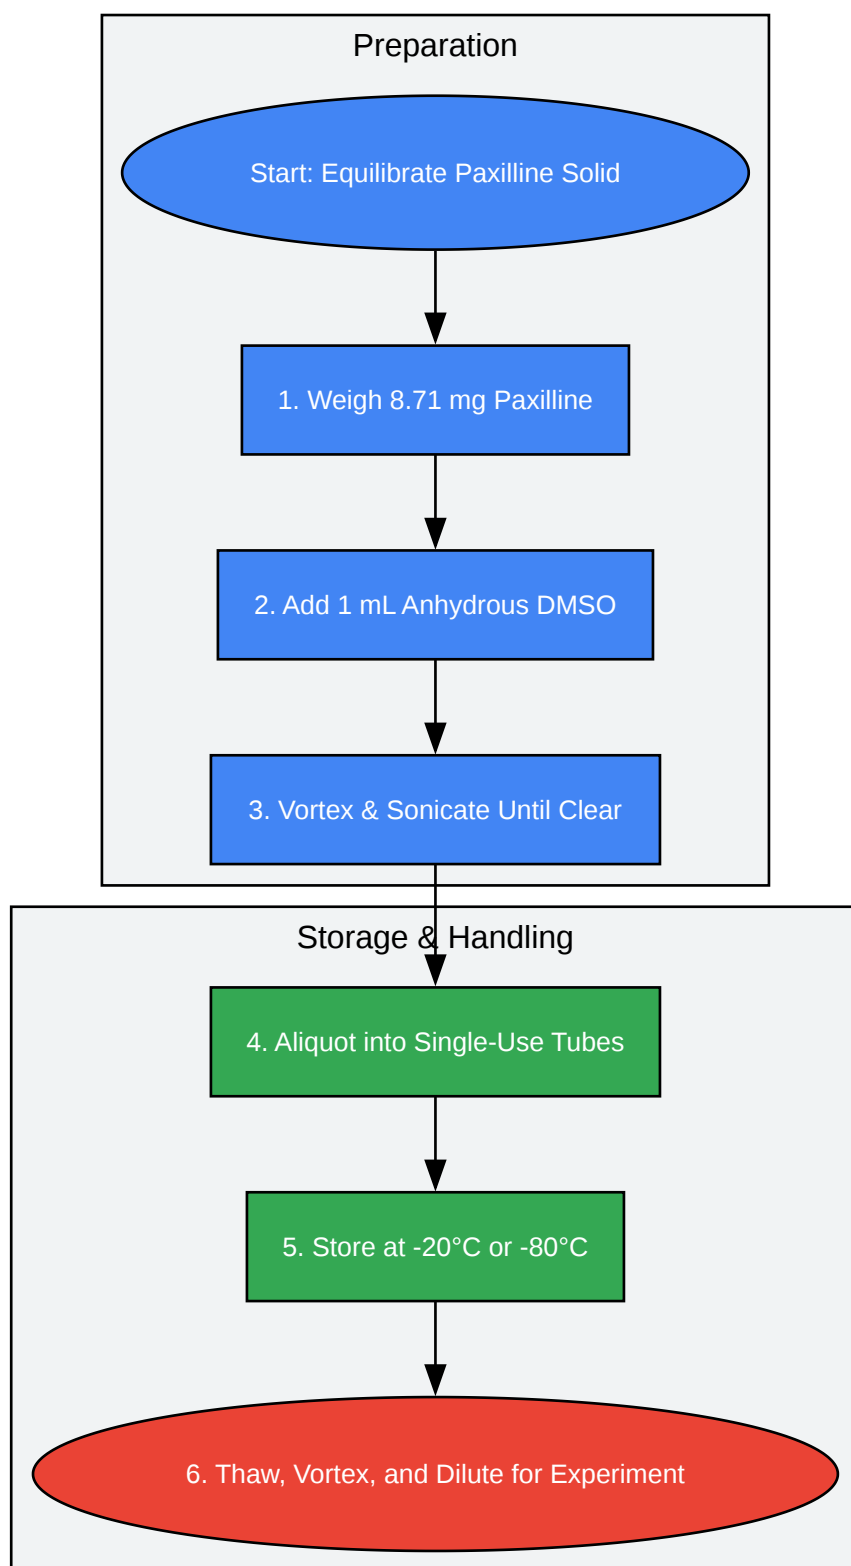 Preparation
Start: Equilibrate Paxilline Solid
1. Weigh 8.71 mg Paxilline
2. Add 1 mL Anhydrous DMSO
3. Vortex & Sonicate Until Clear
Storage & Handling
4. Aliquot into Single-Use Tubes
5. Store at -20°C or -80°C
6. Thaw, Vortex, and Dilute for Experiment